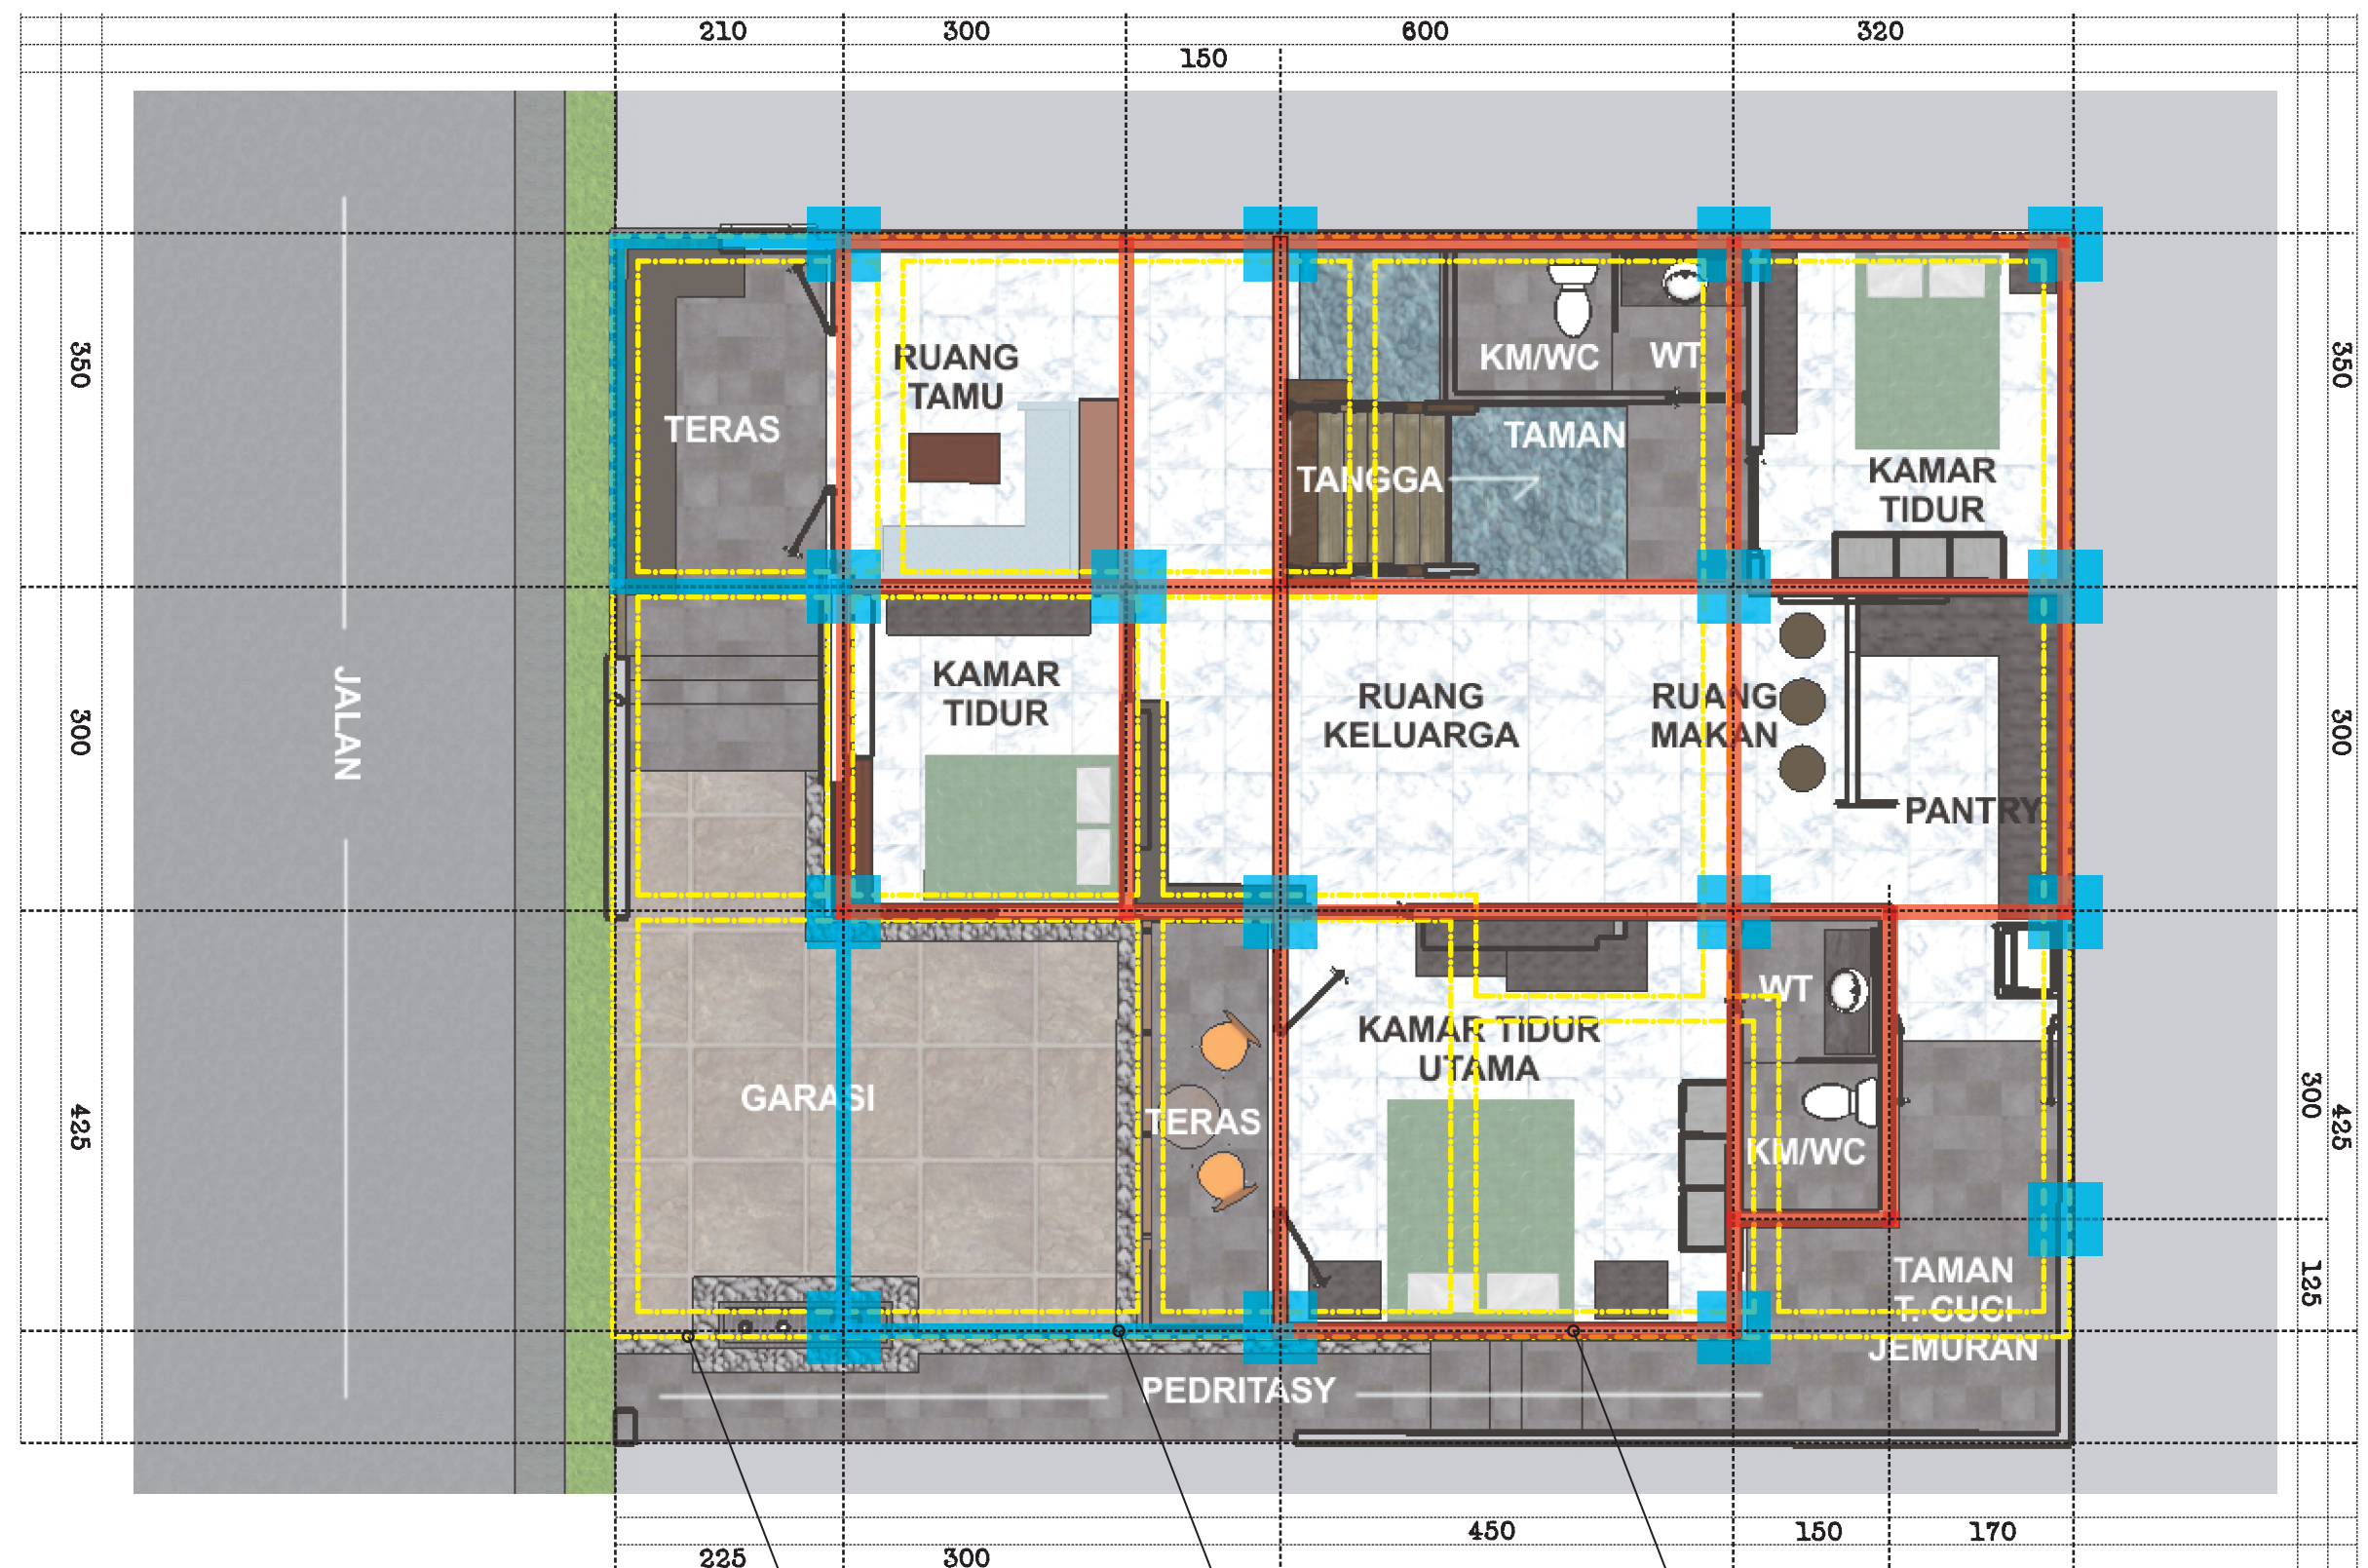 210
300
600
320
150
350
350
RUANG
TAMU
KM/WC
WT
TERAS
TAMAN
TANGGA
KAMAR
TIDUR
JALAN
300
300
KAMAR
TIDUR
RUANG
KELUARGA
RUANG
MAKAN
PANTRY
WT
KAMAR TIDUR
UTAMA
GARASI
TERAS
KM/WC
425
300
425
TAMAN
T. CUCI
JEMURAN
125
PEDRITASY
450
150
170
225
300